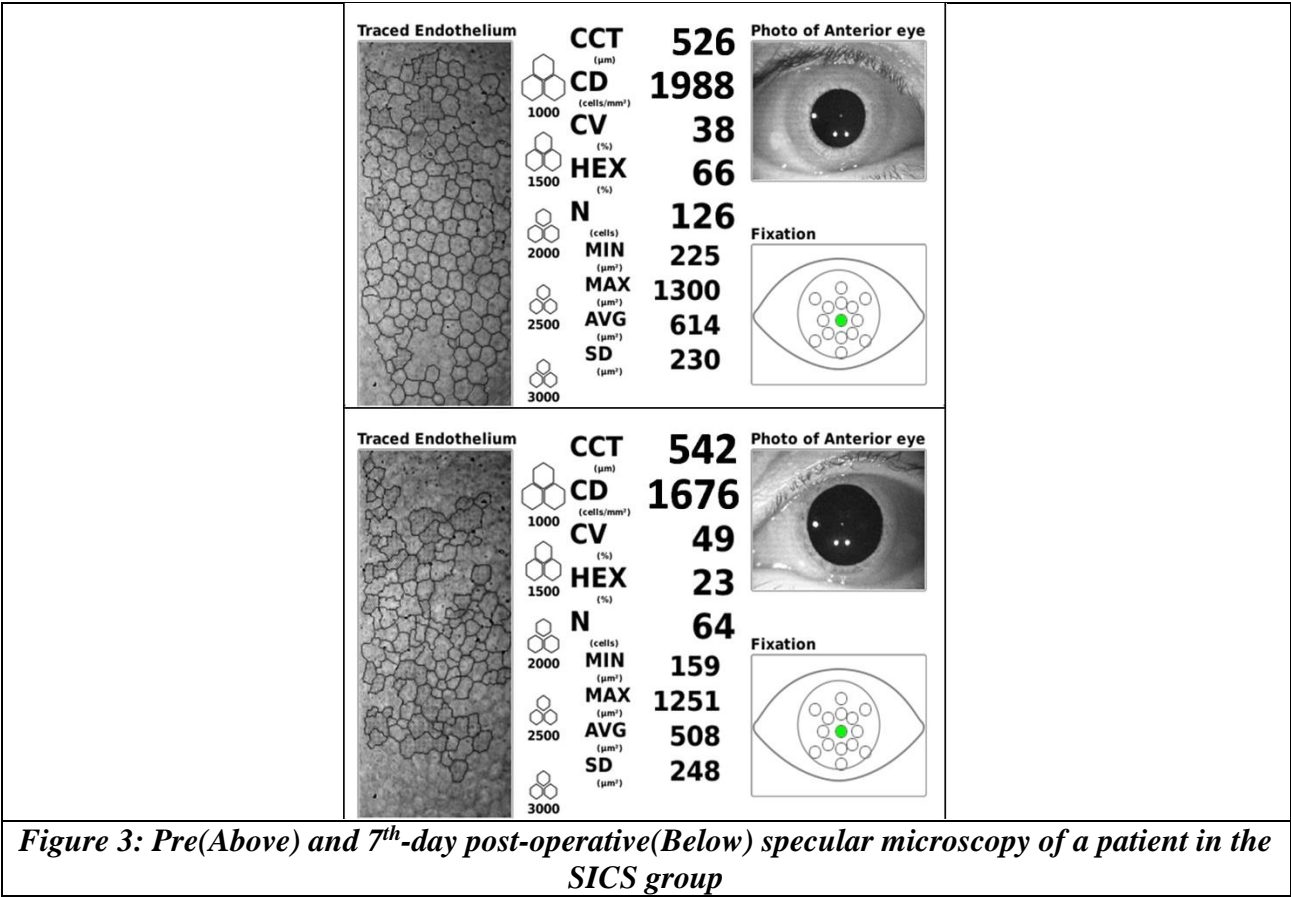 Traced Endothelium
1000
1500
2000
2500
3000
CCT (μm) 526
CD (cells/mm²) 1988
CV (%) 38
HEX (%) 66
N (cells) 126
MIN (μm²) 225
MAX (μm²) 1300
AVG (μm²) 614
SD (μm²) 230
Photo of Anterior eye
Fixation
Traced Endothelium
1000
1500
2000
2500
3000
CCT (μm) 542
CD (cells/mm²) 1676
CV (%) 49
HEX (%) 23
N (cells) 64
MIN (μm²) 159
MAX (μm²) 1251
AVG (μm²) 508
SD (μm²) 248
Photo of Anterior eye
Fixation
Figure 3: Pre(Above) and 7th-day post-operative(Below) specular microscopy of a patient in the
SICS group